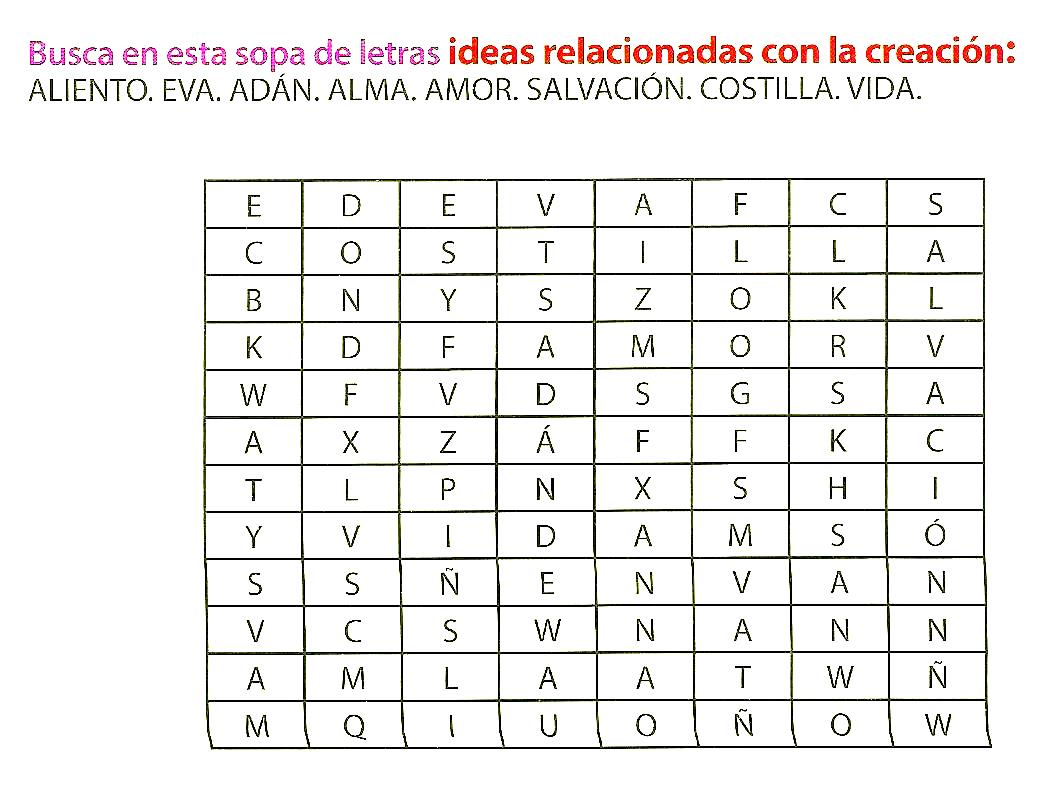 Busca en esta sopa de letras ideas relacionadas con la creación:
ALIENTO. EVA. ADÁN. ALMA. AMOR. SALVACIÓN. COSTILLA. VIDA.
E D E V A F C S
C O S T I L L A
B N Y S Z O K L
K D F A M O R V
W F V D S G S A
A X Z Á F F K C
T L P N X S H I
Y V I D A M S Ó
S S Ñ E N V A N
V C S W N A N N
A M L A A T W Ñ
M Q I U O Ñ O W